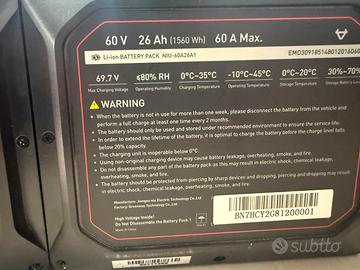 60 V 26 Ah (1560 Wh) 60 A Max.
Li-ion BATTERY PACK NIU-60A26A1
69.7 V ≤80% RH 0°C~35°C -10°C~45°C 0°C~20°C 30%~70%
Max Charging Voltage Operating Humidity Charging Temperature Discharging Temperature Storage Temperature
WARNING
When the battery is not in use for more than one week, please disconnect the battery from the vehicle and
perform a full charge at least one time every 2 months.
The battery should only be used and stored under recommended environment to ensure the service life.
In order to extend the lifetime of the battery, it is important to charge the battery before the charge level falls
below 20% capacity.
The charging unit is inoperable below 0°C.
Using non-original charging device may cause battery leakage, overheating, smoke, and fire.
Do not disassemble any part of the battery pack as this may result in electric shock, chemical leakage,
overheating, smoke, and fire.
The battery should be protected from piercing by sharp devices and dropping, piercing and dropping may result
in electric shock, chemical leakage, overheating, smoke, and fire.
Do Not Disassemble the Battery Pack !
Made in China
BN7HCY2G81200001
subito